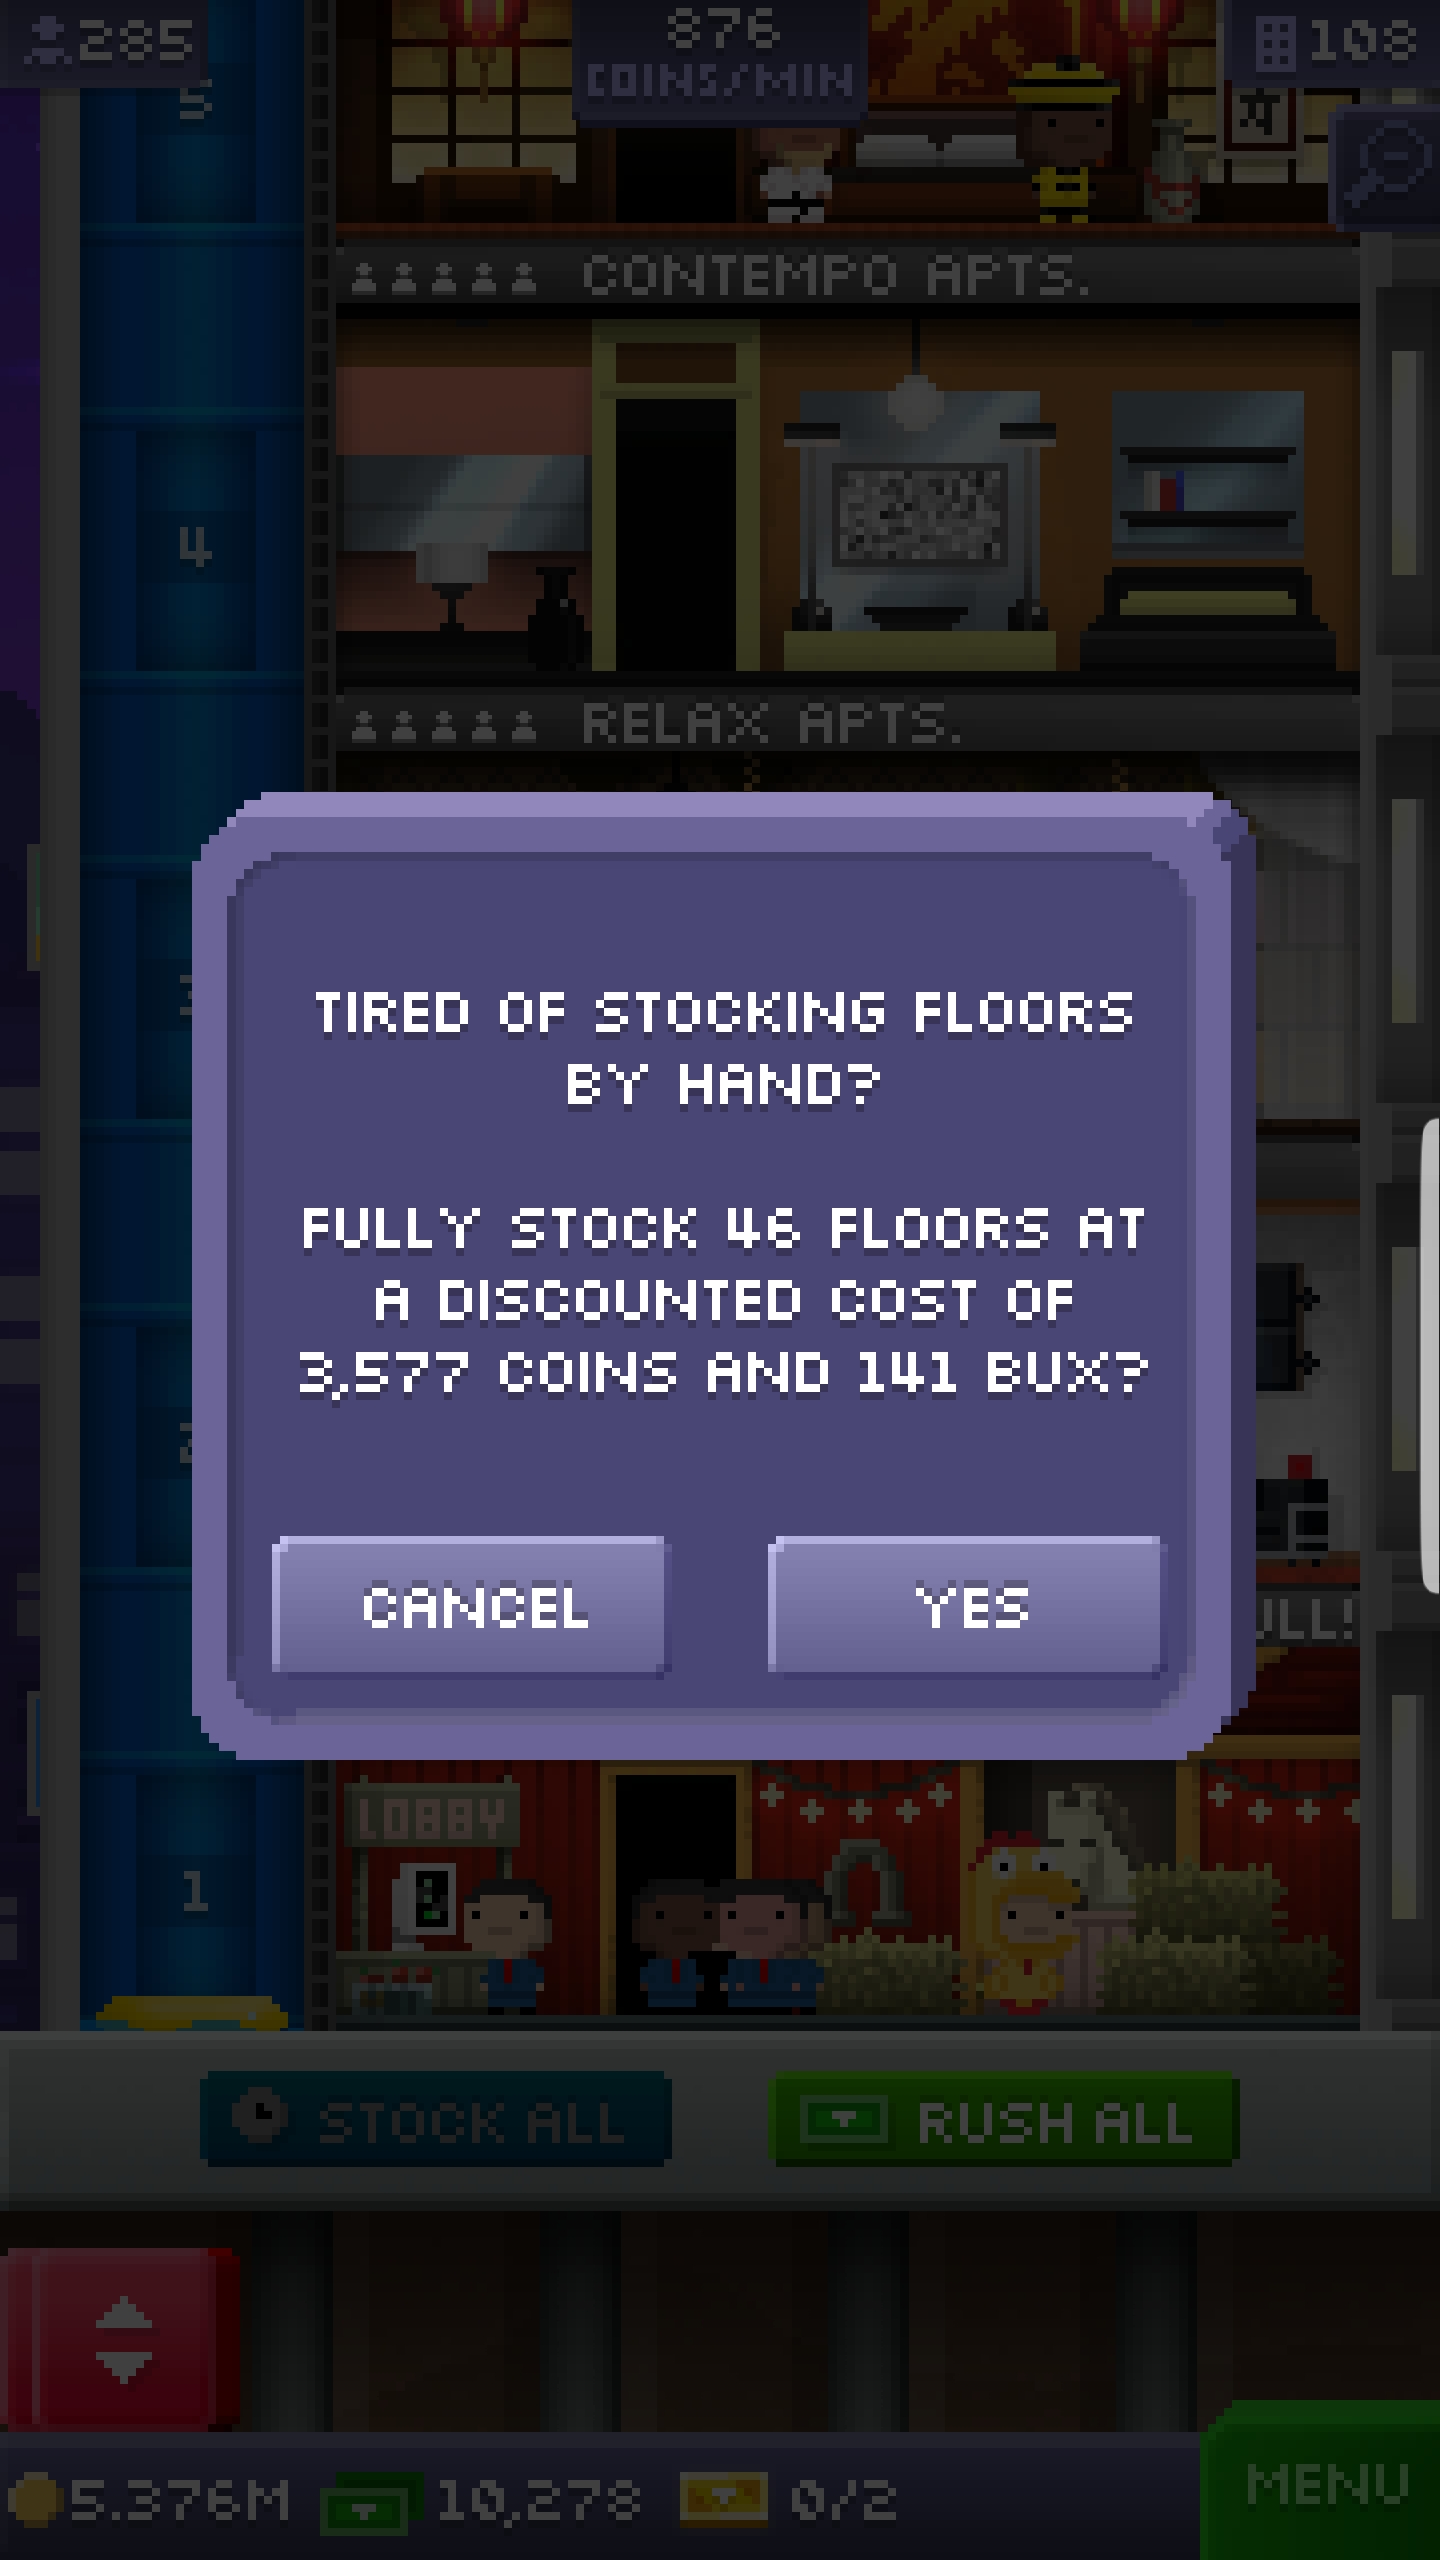 285
876
COINS/MIN
108
5
CONTEMPO APTS.
4
RELAX APTS.
TIRED OF STOCKING FLOORS
BY HAND?
FULLY STOCK 46 FLOORS AT
A DISCOUNTED COST OF
3,577 COINS AND 141 BUX?
CANCEL
YES
LOBBY
1
STOCK ALL
RUSH ALL
5.376M
10,278
0/2
MENU